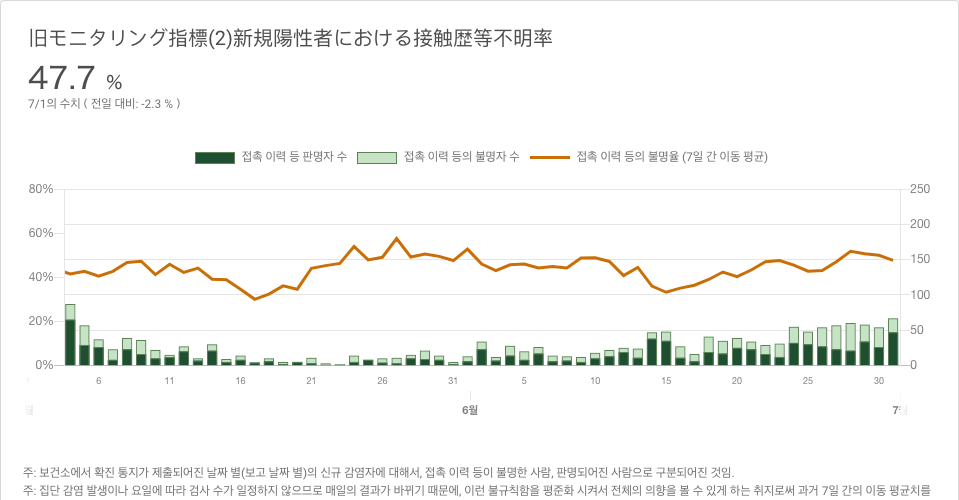 旧モニタリング指標(2)新規陽性者における接触歴等不明率
47.7 %
7/1의 수치 ( 전일 대비: -2.3 % )
접촉 이력 등 판명자 수 접촉 이력 등의 불명자 수 접촉 이력 등의 불명율 (7일 간 이동 평균)
80% 250
200
60%
150
40%
100
20%
50
0% 0
6 11 16 21 26 31 5 10 15 20 25 30
6월
주: 보건소에서 확진 통지가 제출되어진 날짜 별(보고 날짜 별)의 신규 감염자에 대해서, 접촉 이력 등이 불명한 사람, 판명되어진 사람으로 구분되어진 것임.
주: 집단 감염 발생이나 요일에 따라 검사 수가 일정하지 않으므로 매일의 결과가 바뀌기 때문에, 이런 불규칙함을 평준화 시켜서 전체의 의향을 볼 수 있게 하는 취지로써 과거 7일 간의 이동 평균치를